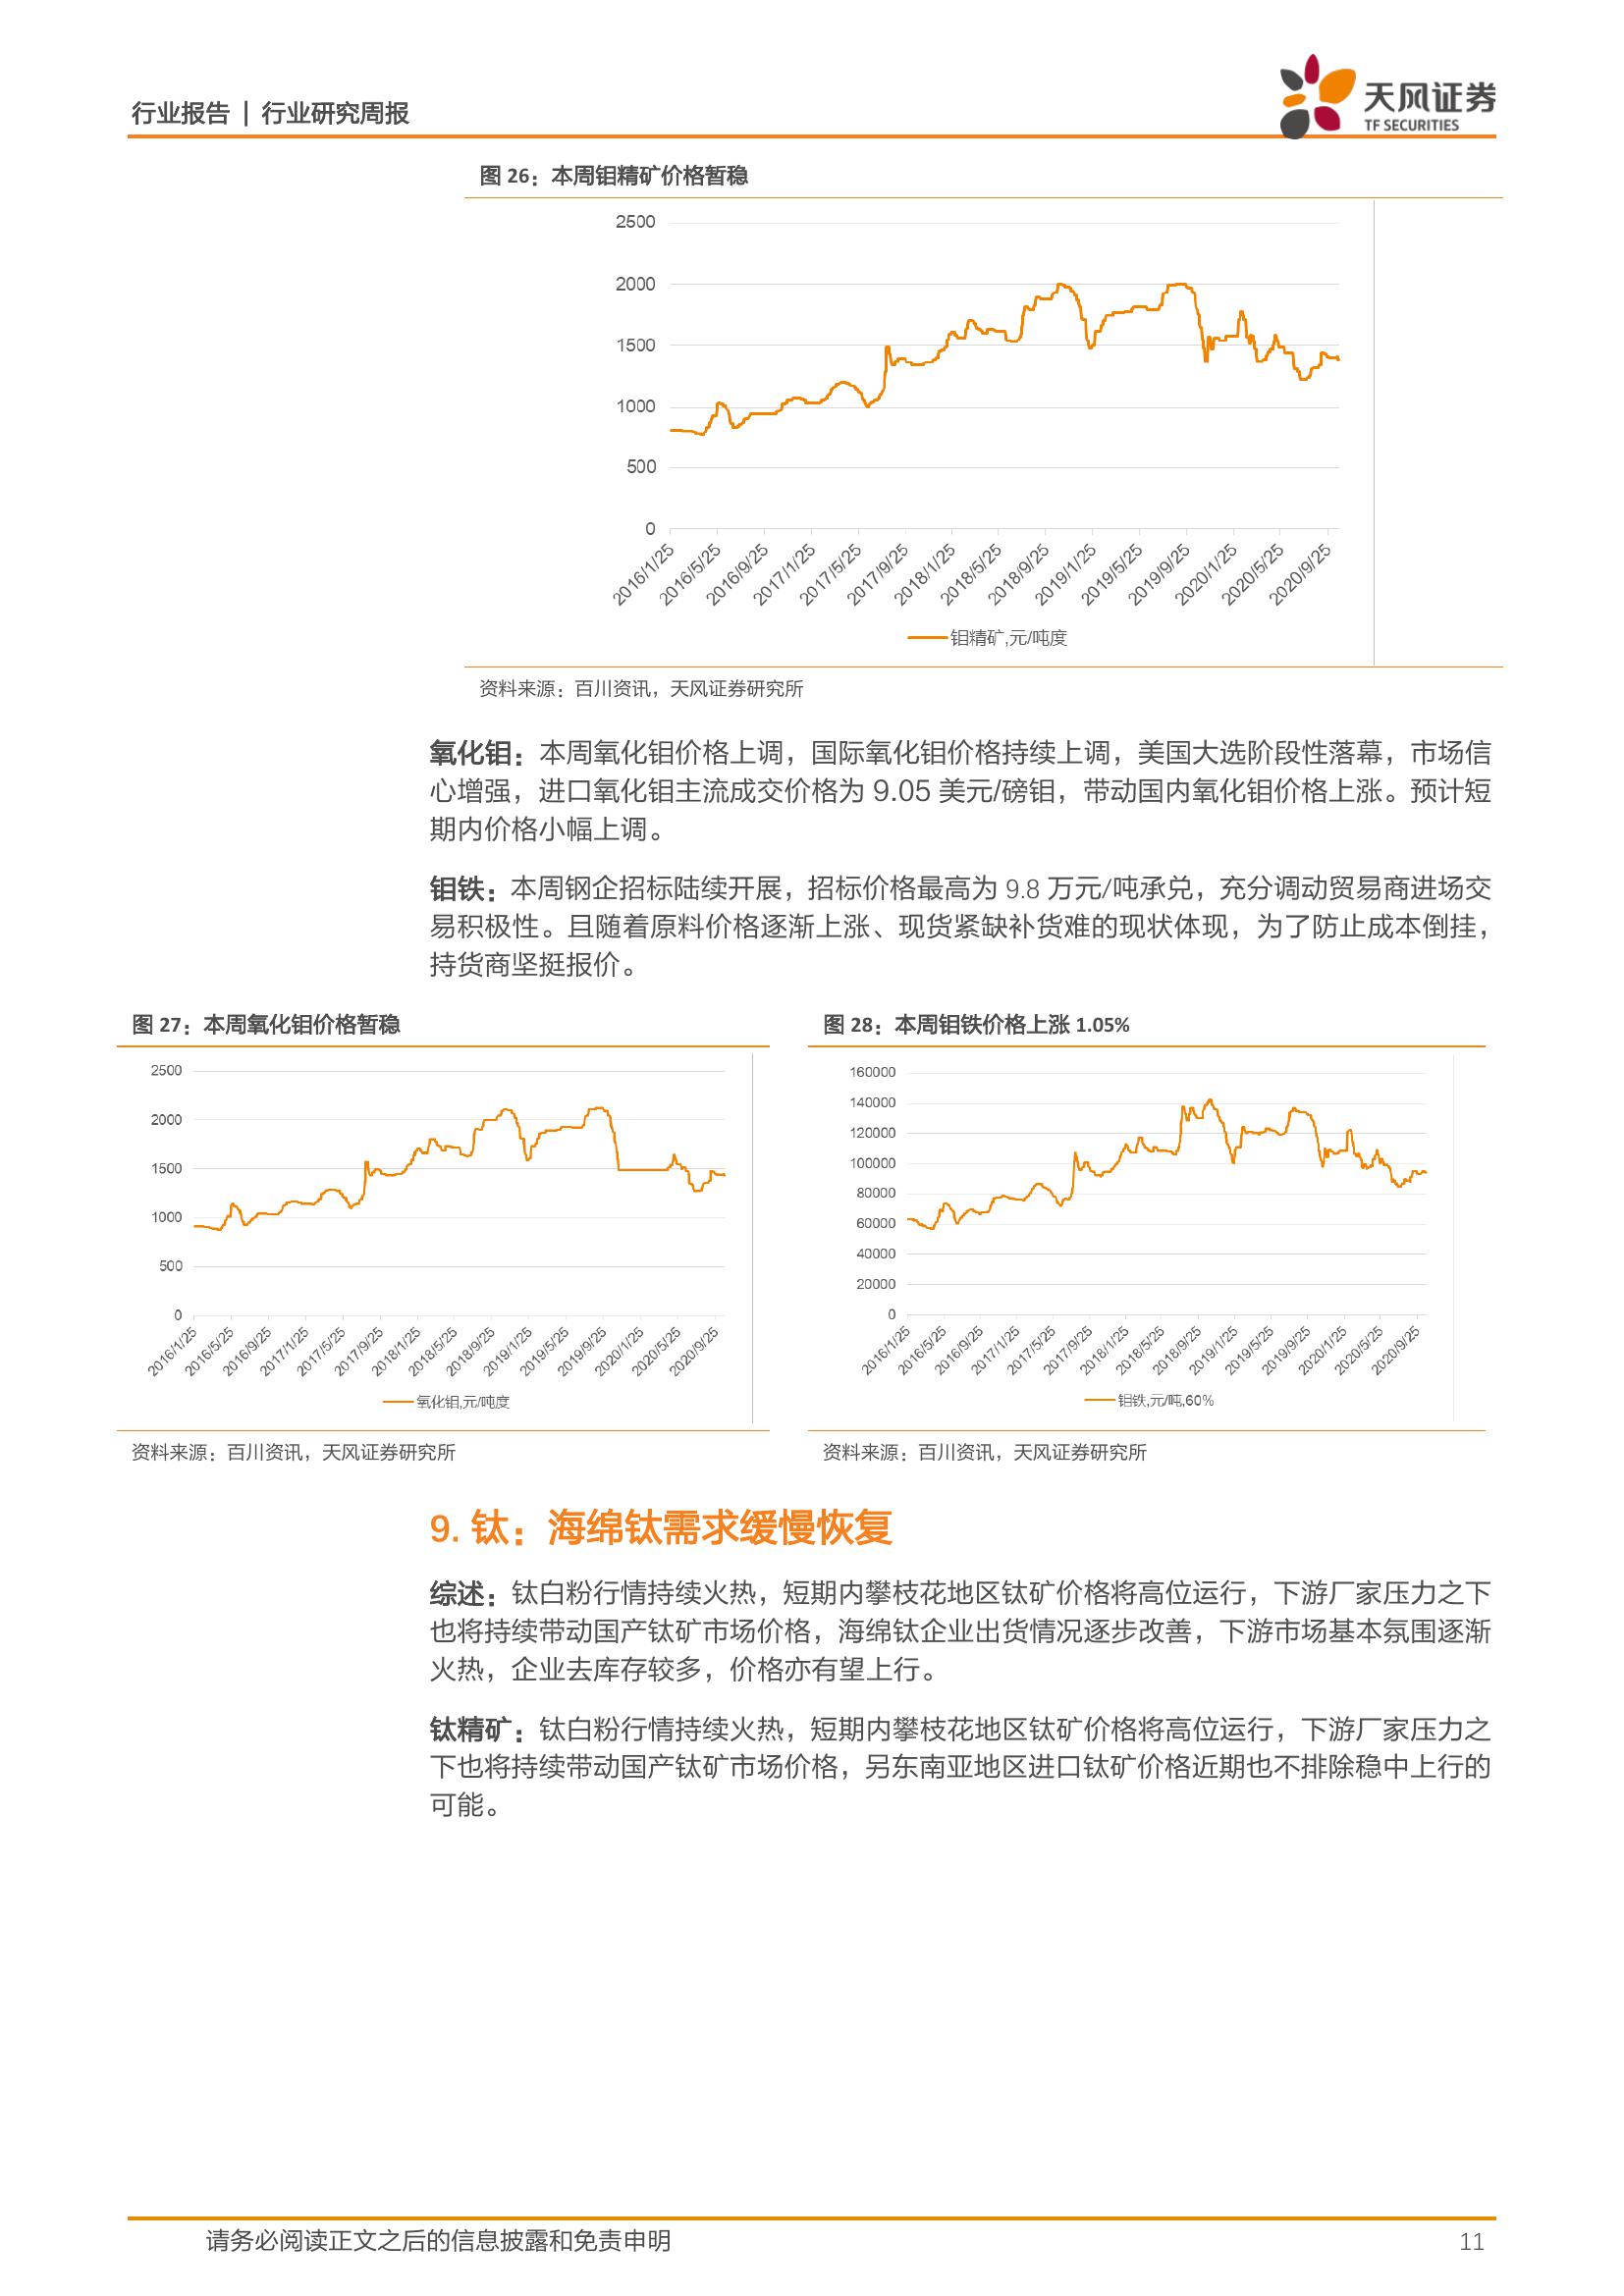 行业报告 | 行业研究周报
天风证券
TF SECURITIES
图 26：本周钼精矿价格暂稳
2500
2000
1500
1000
500
0
2016/1/25
2016/5/25
2016/9/25
2017/1/25
2017/5/25
2017/9/25
2018/1/25
2018/5/25
2018/9/25
2019/1/25
2019/5/25
2019/9/25
2020/1/25
2020/5/25
2020/9/25
钼精矿,元/吨度
资料来源：百川资讯，天风证券研究所
氧化钼：本周氧化钼价格上调，国际氧化钼价格持续上调，美国大选阶段性落幕，市场信
心增强，进口氧化钼主流成交价格为 9.05 美元/磅钼，带动国内氧化钼价格上涨。预计短
期内价格小幅上调。
钼铁：本周钢企招标陆续开展，招标价格最高为 9.8 万元/吨承兑，充分调动贸易商进场交
易积极性。且随着原料价格逐渐上涨、现货紧缺补货难的现状体现，为了防止成本倒挂，
持货商坚挺报价。
图 27：本周氧化钼价格暂稳
2500
2000
1500
1000
500
0
2016/1/25
2016/5/25
2016/9/25
2017/1/25
2017/5/25
2017/9/25
2018/1/25
2018/5/25
2018/9/25
2019/1/25
2019/5/25
2019/9/25
2020/1/25
2020/5/25
2020/9/25
氧化钼,元/吨度
资料来源：百川资讯，天风证券研究所
图 28：本周钼铁价格上涨 1.05%
160000
140000
120000
100000
80000
60000
40000
20000
0
2016/1/25
2016/5/25
2016/9/25
2017/1/25
2017/5/25
2017/9/25
2018/1/25
2018/5/25
2018/9/25
2019/1/25
2019/5/25
2019/9/25
2020/1/25
2020/5/25
2020/9/25
钼铁,元/吨,60%
资料来源：百川资讯，天风证券研究所
9. 钛：海绵钛需求缓慢恢复
综述：钛白粉行情持续火热，短期内攀枝花地区钛矿价格将高位运行，下游厂家压力之下
也将持续带动国产钛矿市场价格，海绵钛企业出货情况逐步改善，下游市场基本氛围逐渐
火热，企业去库存较多，价格亦有望上行。
钛精矿：钛白粉行情持续火热，短期内攀枝花地区钛矿价格将高位运行，下游厂家压力之
下也将持续带动国产钛矿市场价格，另东南亚地区进口钛矿价格近期也不排除稳中上行的
可能。
请务必阅读正文之后的信息披露和免责申明
11